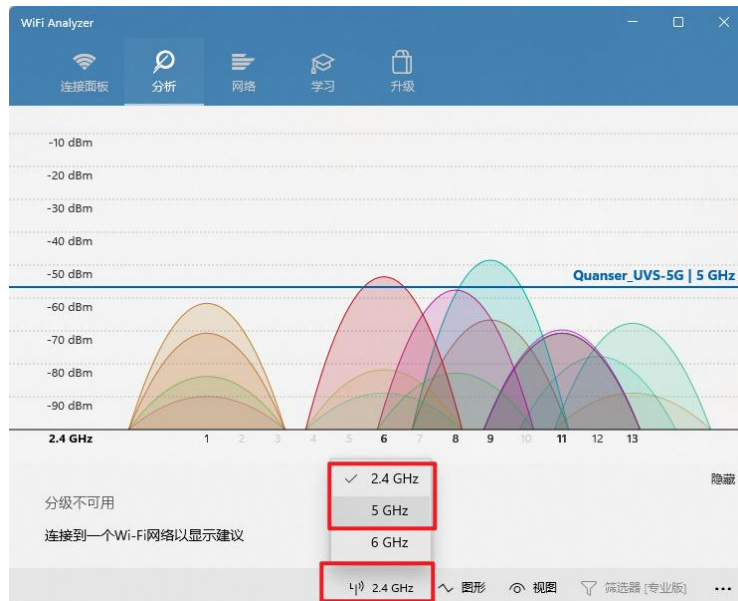 WiFi Analyzer
连接面板 分析 网络 学习 升级
-10 dBm
-20 dBm
-30 dBm
-40 dBm
-50 dBm
Quanser_UVS-5G | 5 GHz
-60 dBm
-70 dBm
-80 dBm
-90 dBm
2.4 GHz 1 2 3 4 5 6 7 8 9 10 11 12 13
2.4 GHz
隐藏
分级不可用
5 GHz
连接到一个Wi-Fi网络以显示建议
6 GHz
2.4 GHz 图形 视图 筛选器 [专业版] ...